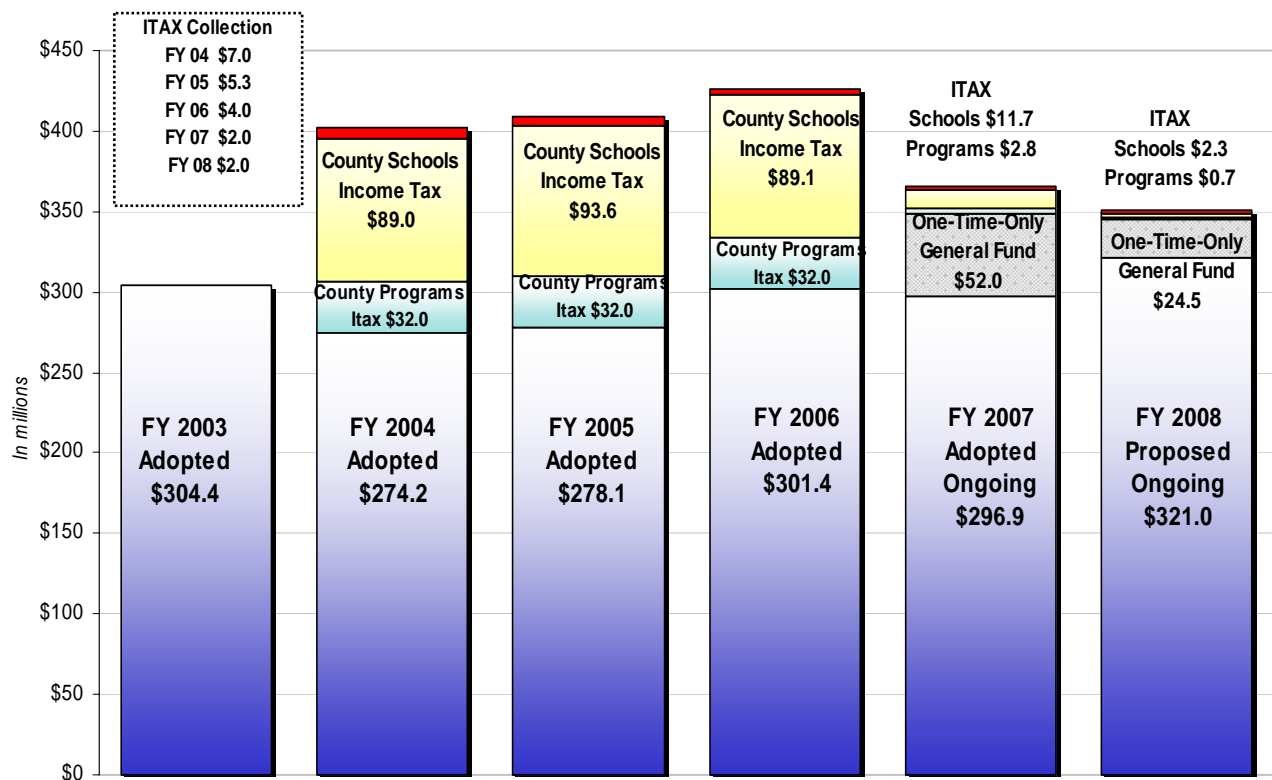 ITAX Collection
FY 04 $7.0
FY 05 $5.3
FY 06 $4.0
FY 07 $2.0
FY 08 $2.0
$450
$400
$350
$300
$250
$200
$150
$100
$50
$0
In millions
FY 2003
Adopted
$304.4
County Schools
Income Tax
$89.0
County Programs
Itax $32.0
FY 2004
Adopted
$274.2
County Schools
Income Tax
$93.6
County Programs
Itax $32.0
FY 2005
Adopted
$278.1
County Schools
Income Tax
$89.1
County Programs
Itax $32.0
FY 2006
Adopted
$301.4
ITAX
Schools $11.7
Programs $2.8
One-Time-Only
General Fund
$52.0
FY 2007
Adopted
Ongoing
$296.9
ITAX
Schools $2.3
Programs $0.7
One-Time-Only
General Fund
$24.5
FY 2008
Proposed
Ongoing
$321.0